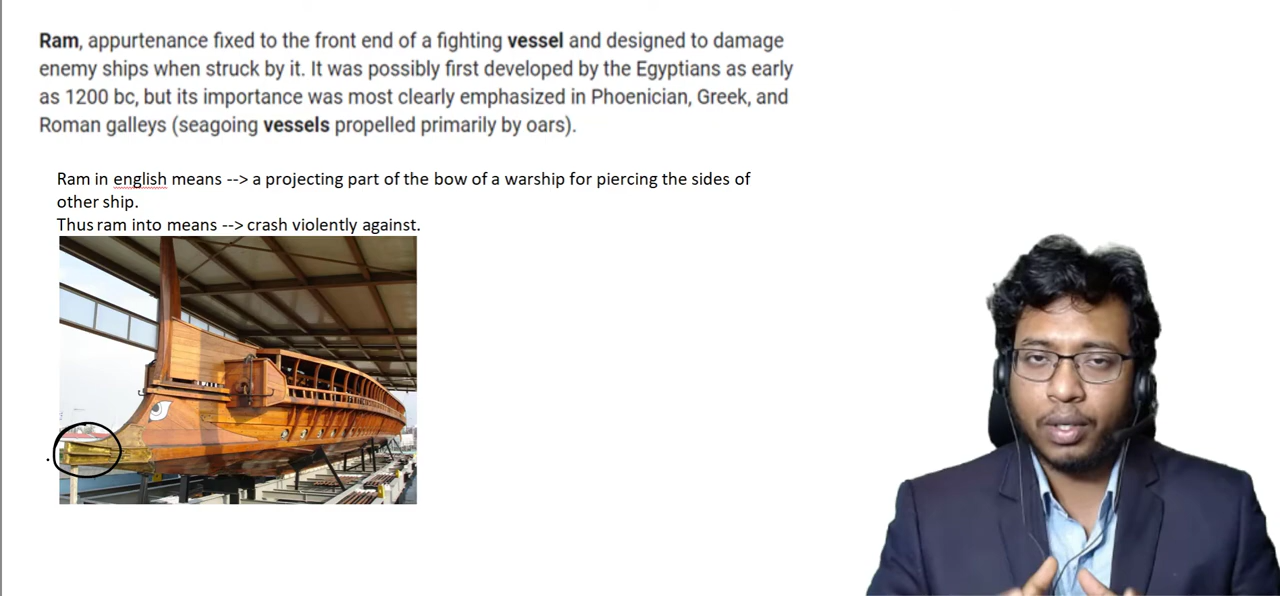 Ram, appurtenance fixed to the front end of a fighting vessel and designed to damage
enemy ships when struck by it. It was possibly first developed by the Egyptians as early
as 1200 bc, but its importance was most clearly emphasized in Phoenician, Greek, and
Roman galleys (seagoing vessels propelled primarily by oars).
Ram in english means --> a projecting part of the bow of a warship for piercing the sides of
other ship.
Thus ram into means --> crash violently against.